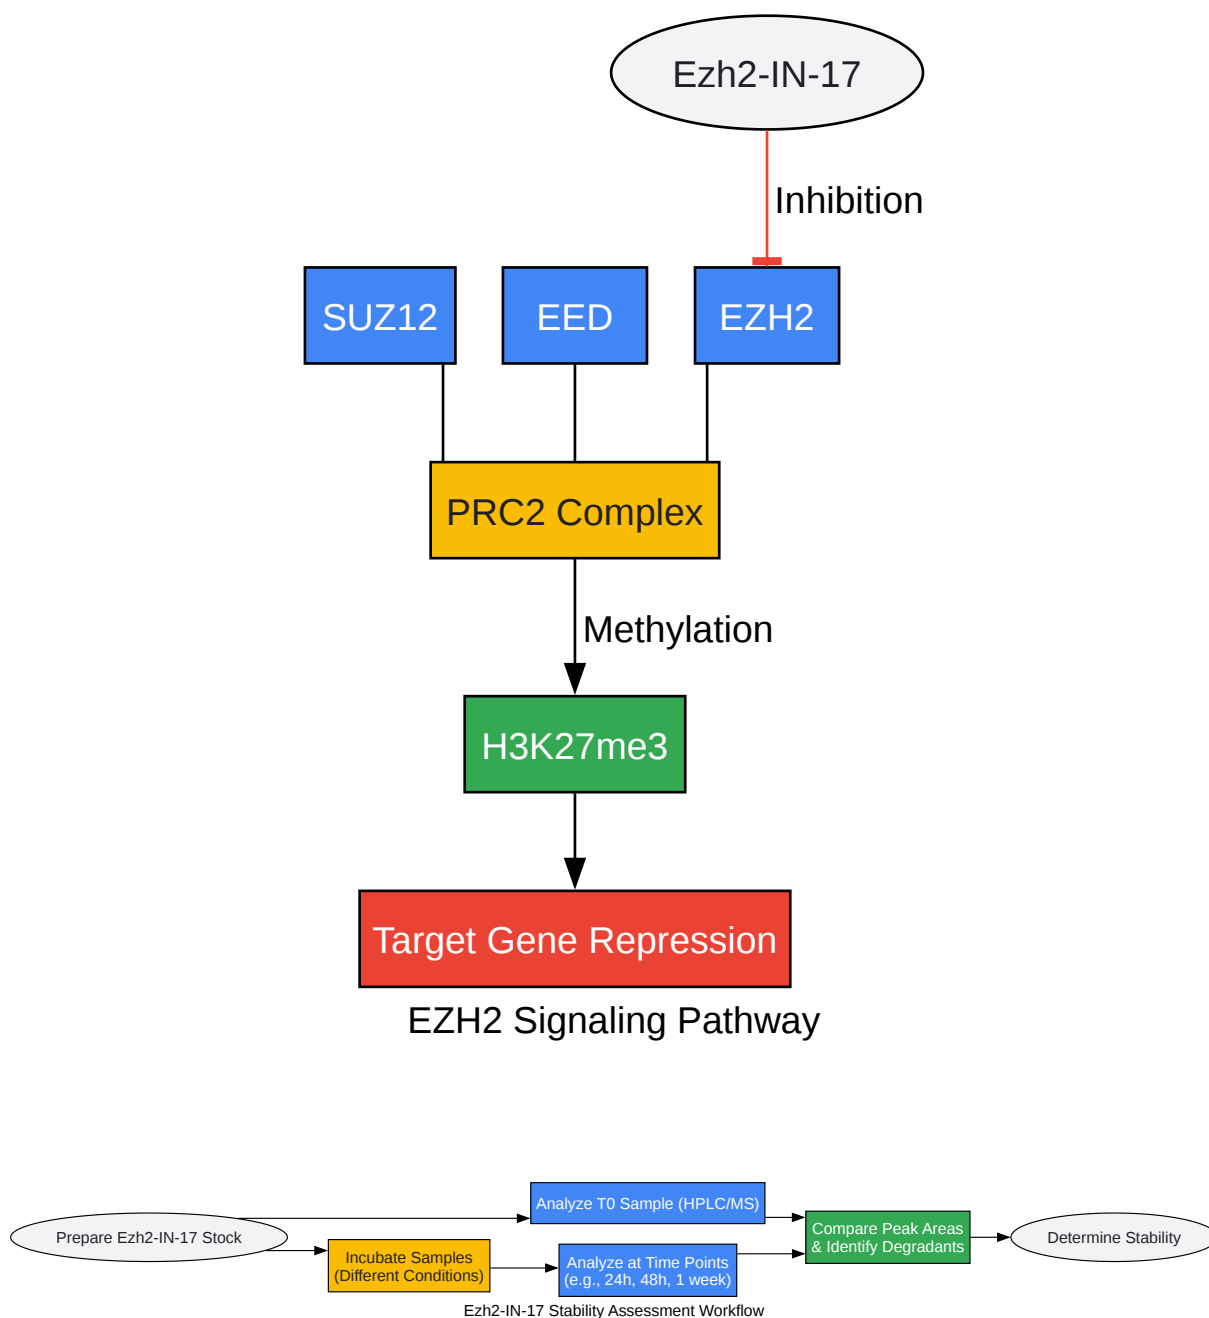 Ezh2-IN-17
Inhibition
SUZ12
EED
EZH2
PRC2 Complex
Methylation
H3K27me3
Target Gene Repression
EZH2 Signaling Pathway
Prepare Ezh2-IN-17 Stock
Analyze T0 Sample (HPLC/MS)
Incubate Samples
(Different Conditions)
Analyze at Time Points
(e.g., 24h, 48h, 1 week)
Compare Peak Areas
& Identify Degradants
Determine Stability
Ezh2-IN-17 Stability Assessment Workflow